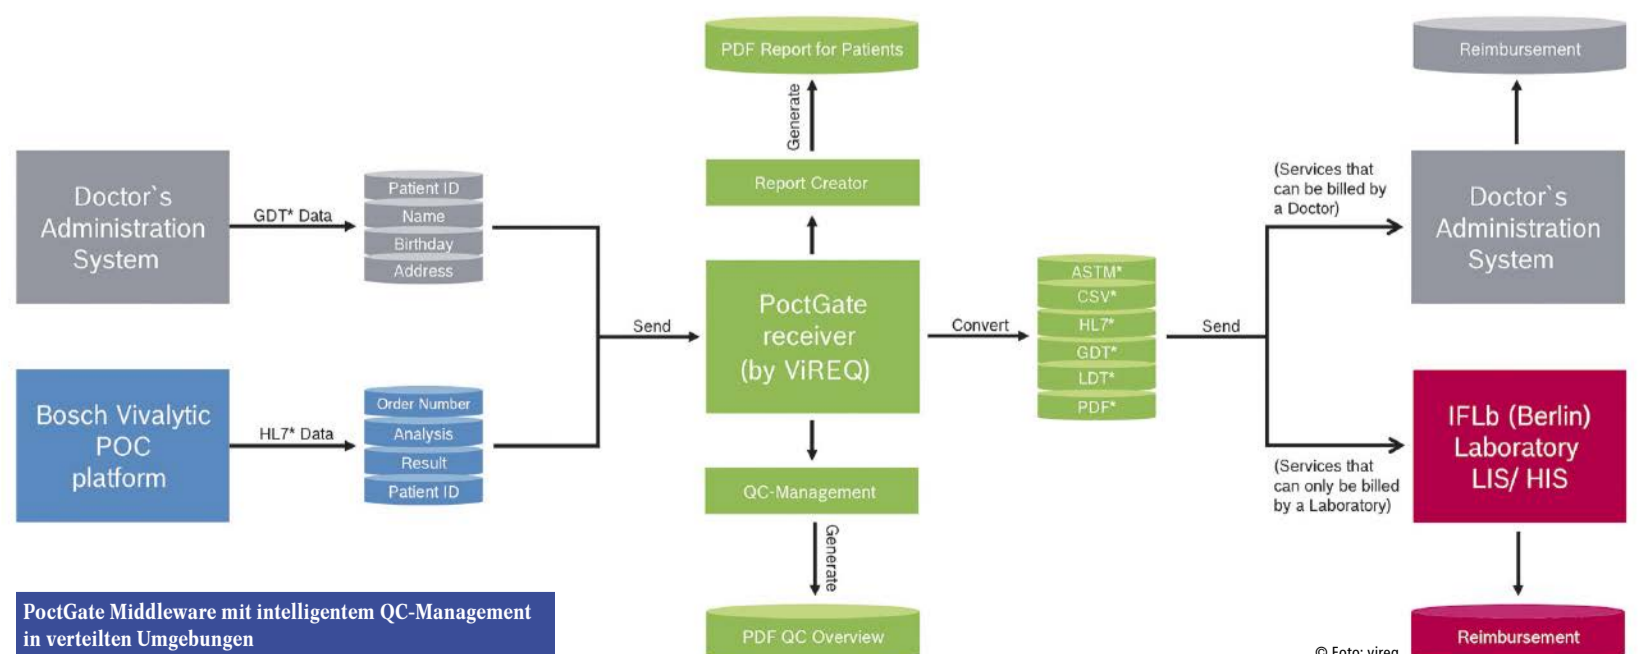 PDF Report for Patients
Generate
Report Creator
Doctor`s
Administration
System
GDT* Data
Patient ID
Name
Birthday
Address
Bosch Vivalytic
POC
platform
HL7* Data
Order Number
Analysis
Result
Patient ID
Send
PoctGate
receiver
(by ViREQ)
QC-Management
Generate
PDF QC Overview
Convert
ASTM*
CSV*
HL7*
GDT*
LDT*
PDF*
Send
(Services that
can be billed by
a Doctor)
Reimbursement
Doctor`s
Administration
System
(Services that
can only be billed
by a Laboratory)
IFLb (Berlin)
Laboratory
LIS/ HIS
Reimbursement
PoctGate Middleware mit intelligentem QC-Management
in verteilten Umgebungen
© Foto: vireq